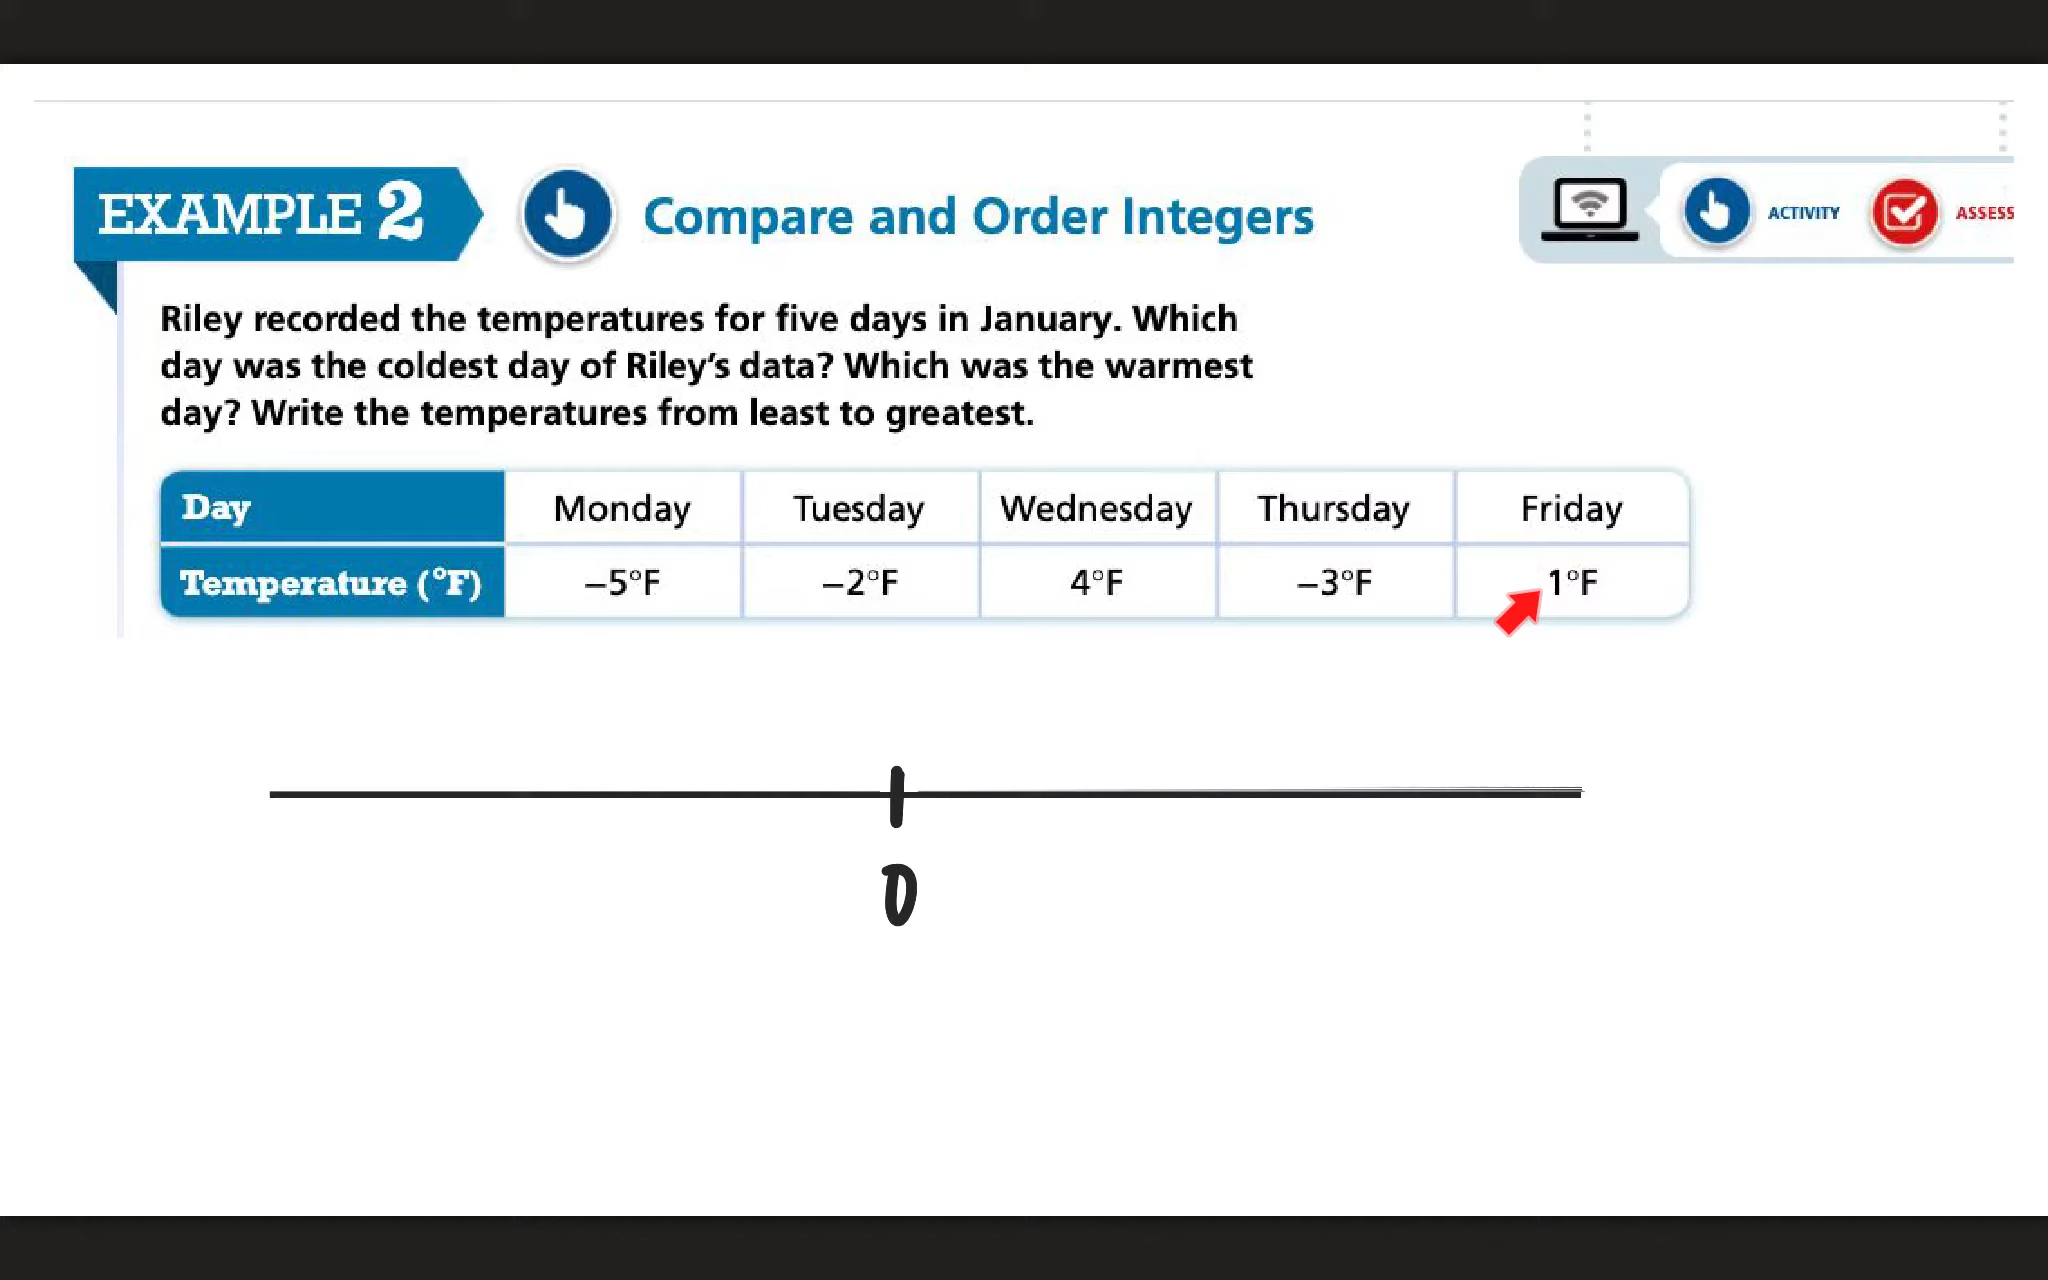 EXAMPLE 2 Compare and Order Integers ACTIVITY ASSESS
Riley recorded the temperatures for five days in January. Which
day was the coldest day of Riley's data? Which was the warmest
day? Write the temperatures from least to greatest.
Day Monday Tuesday Wednesday Thursday Friday
Temperature (°F) –5°F –2°F 4°F –3°F 1°F
0